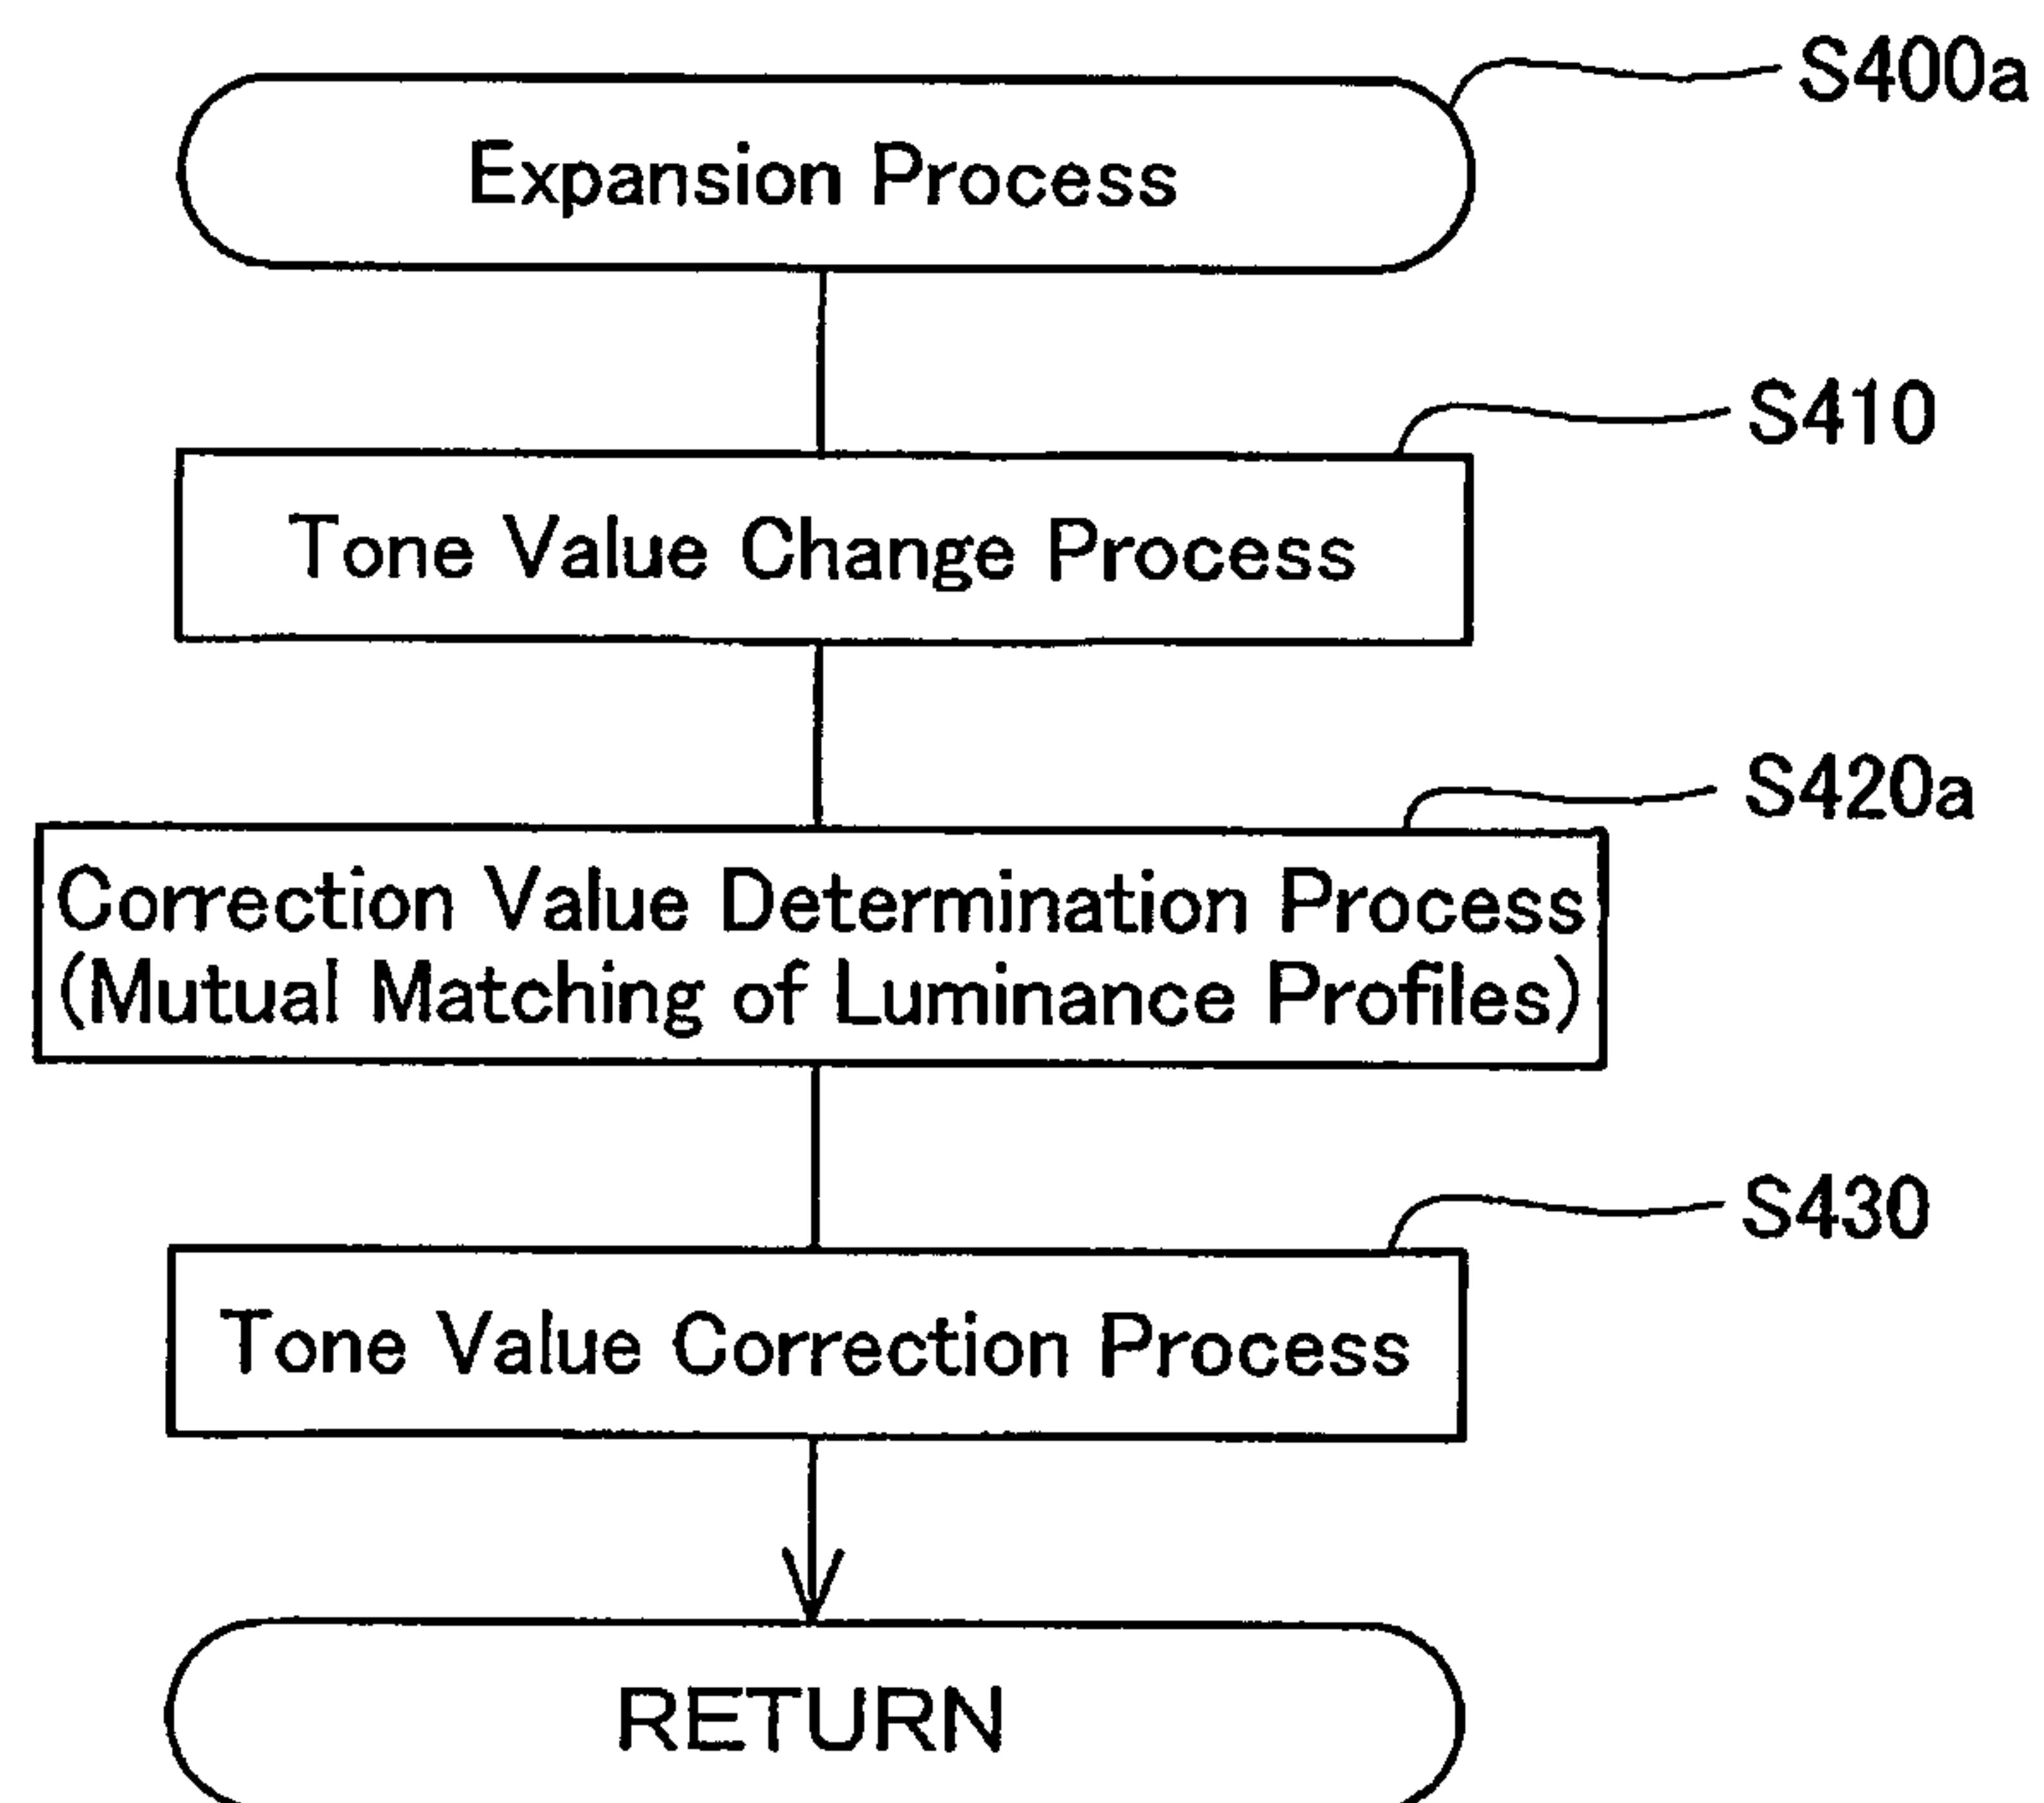 S400a
Expansion Process
S410
Tone Value Change Process
S420a
Correction Value Determination Process
(Mutual Matching of Luminance Profiles)
S430
Tone Value Correction Process
RETURN